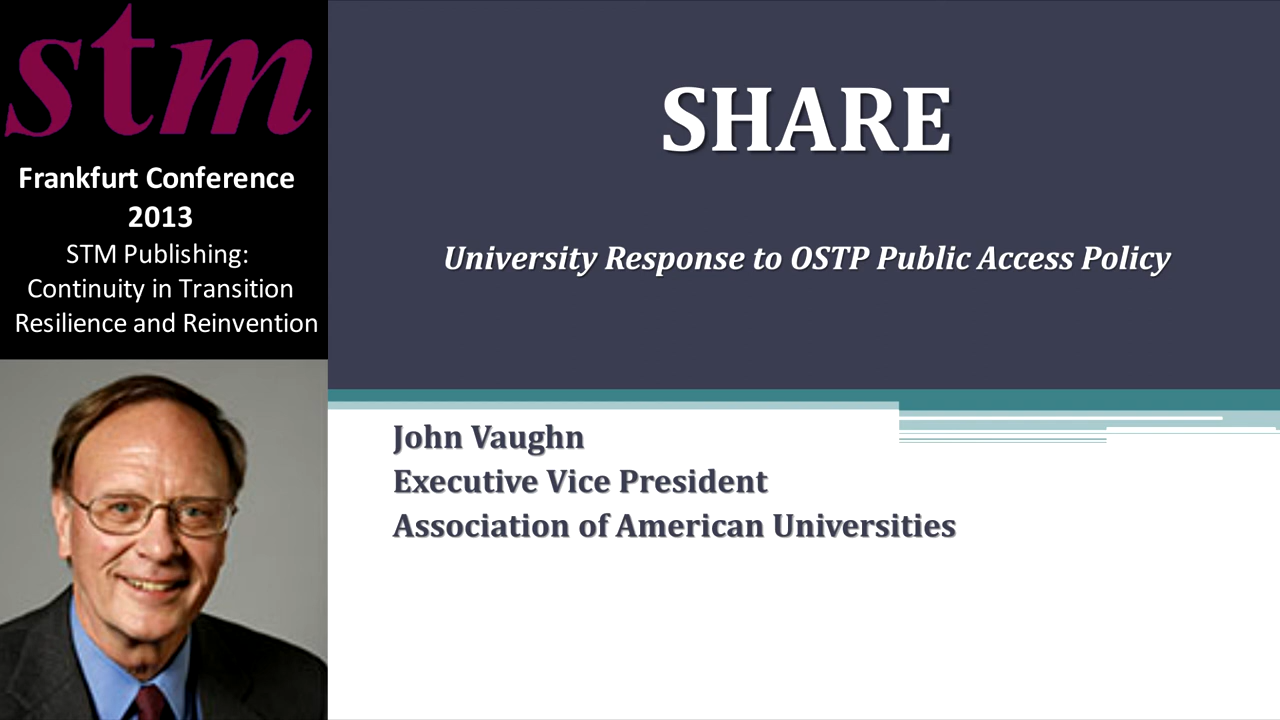 stm
Frankfurt Conference
2013
STM Publishing:
Continuity in Transition
Resilience and Reinvention
SHARE
University Response to OSTP Public Access Policy
John Vaughn
Executive Vice President
Association of American Universities